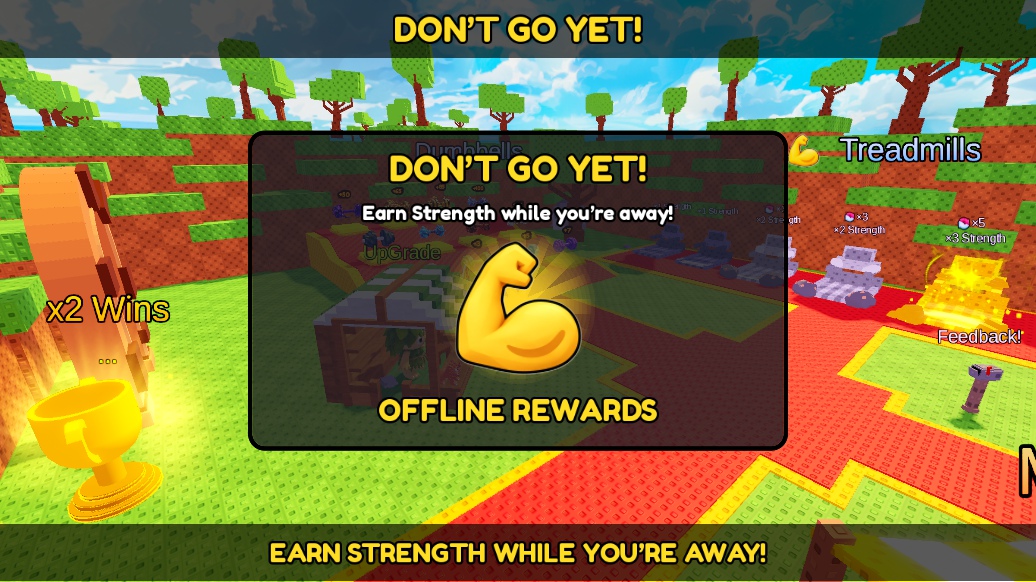 DON'T GO YET!
Dumbbells
DON'T GO YET!
Earn Strength while you're away!
Treadmills
×3
×2 Strength
×5
×3 Strength
UpGrade
x2 Wins
...
Feedback!
OFFLINE REWARDS
EARN STRENGTH WHILE YOU'RE AWAY!